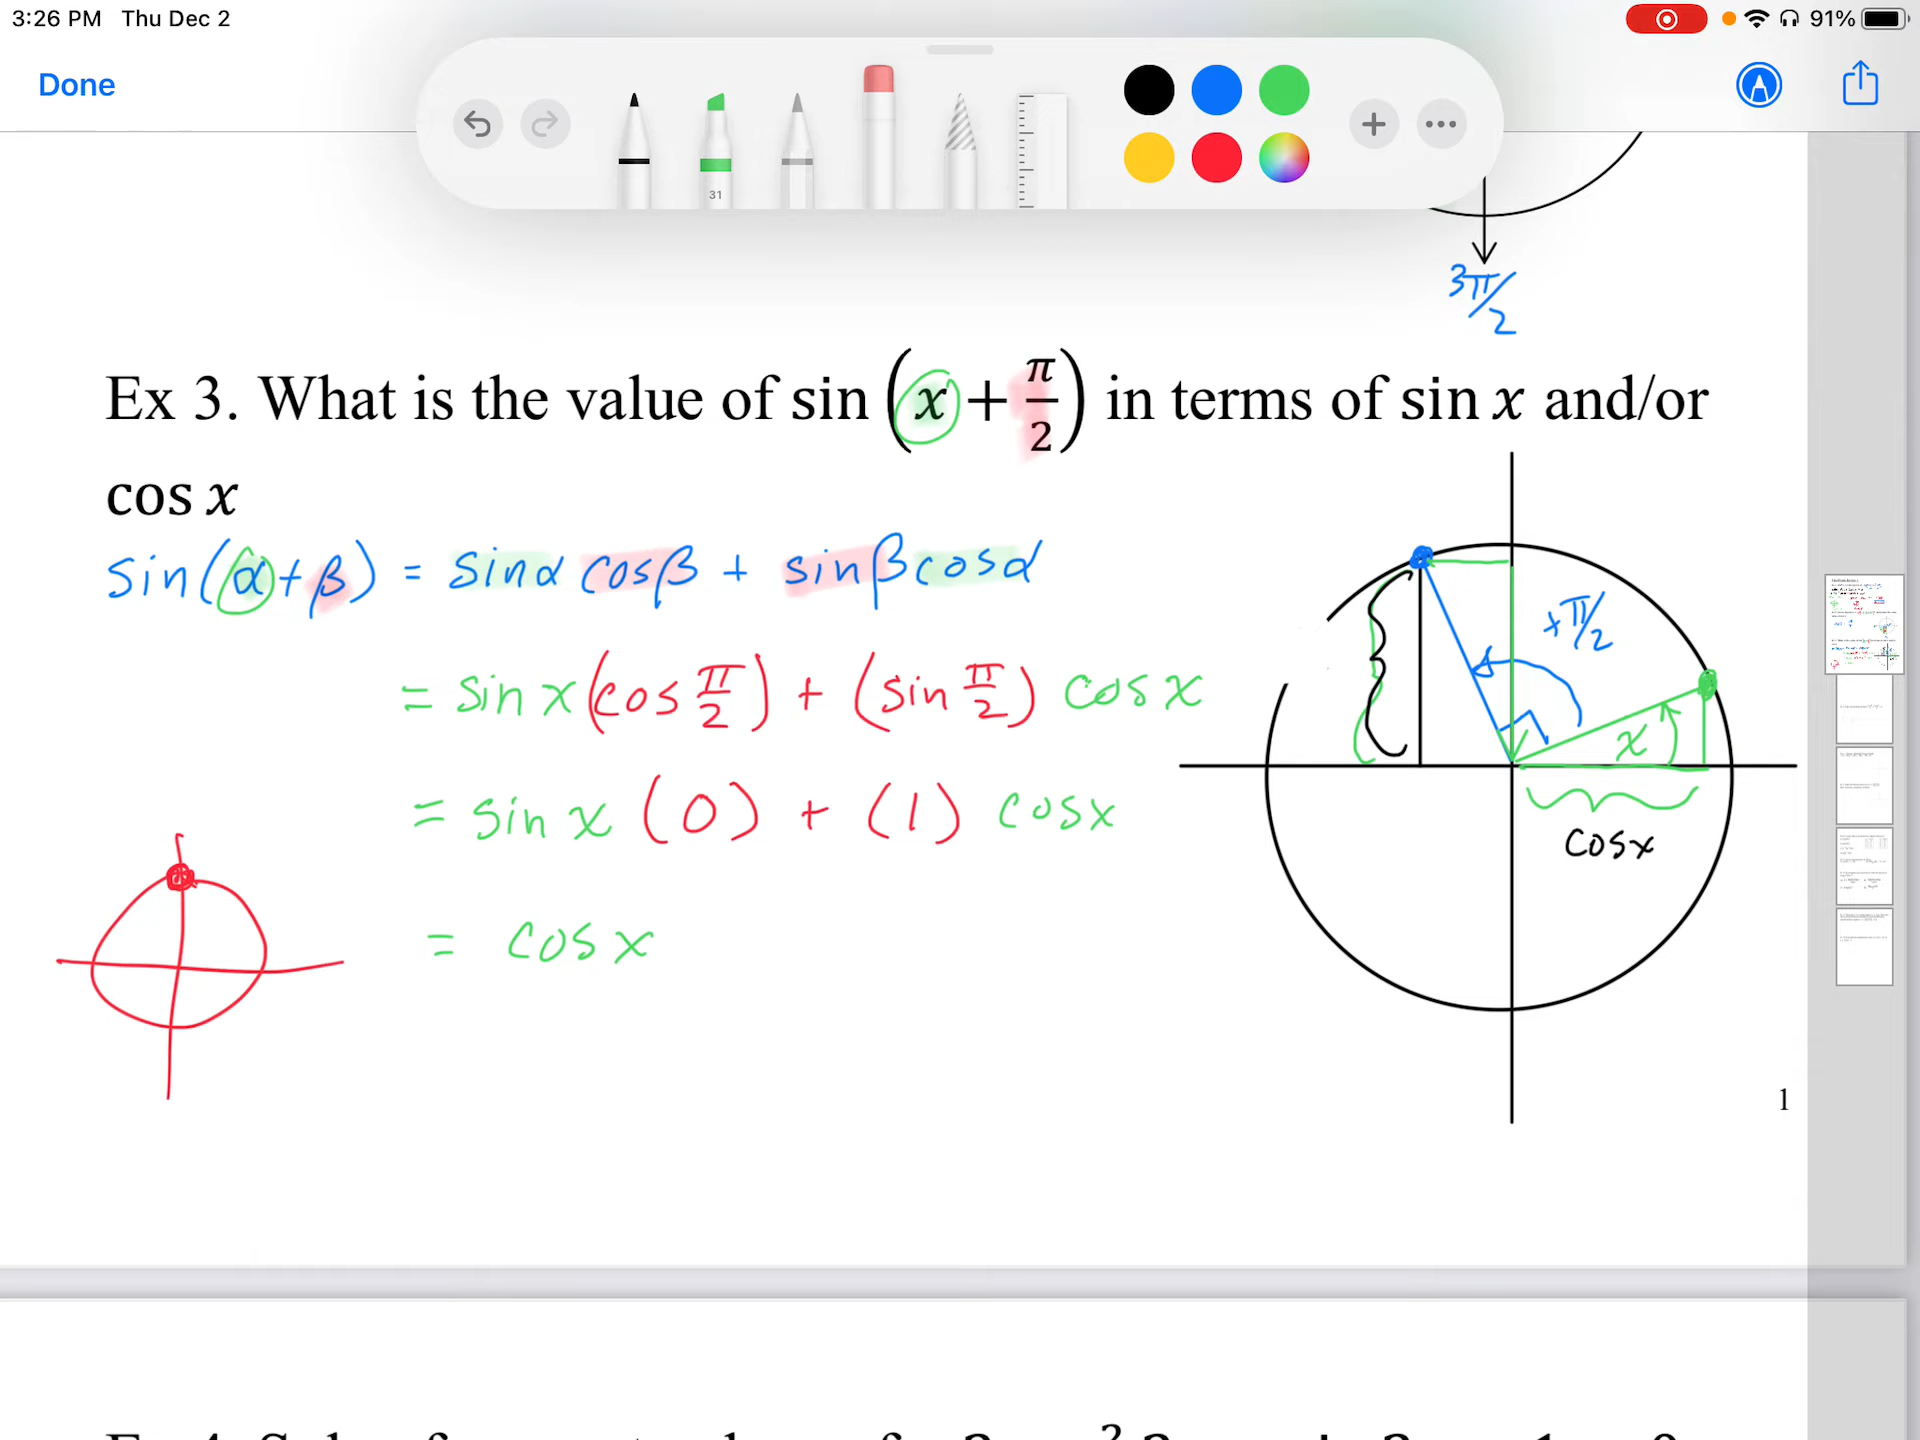 3:26 PM Thu Dec 2
91%
Done
31
3π/2
Ex 3. What is the value of sin (x + π/2) in terms of sin x and/or
cos x
sin(α+β) = sinα cosβ + sinβ cosα
= sin x (cos π/2) + (sin π/2) cos x
= sin x (0) + (1) cosx
= cos x
+π/2
x
cosx
1